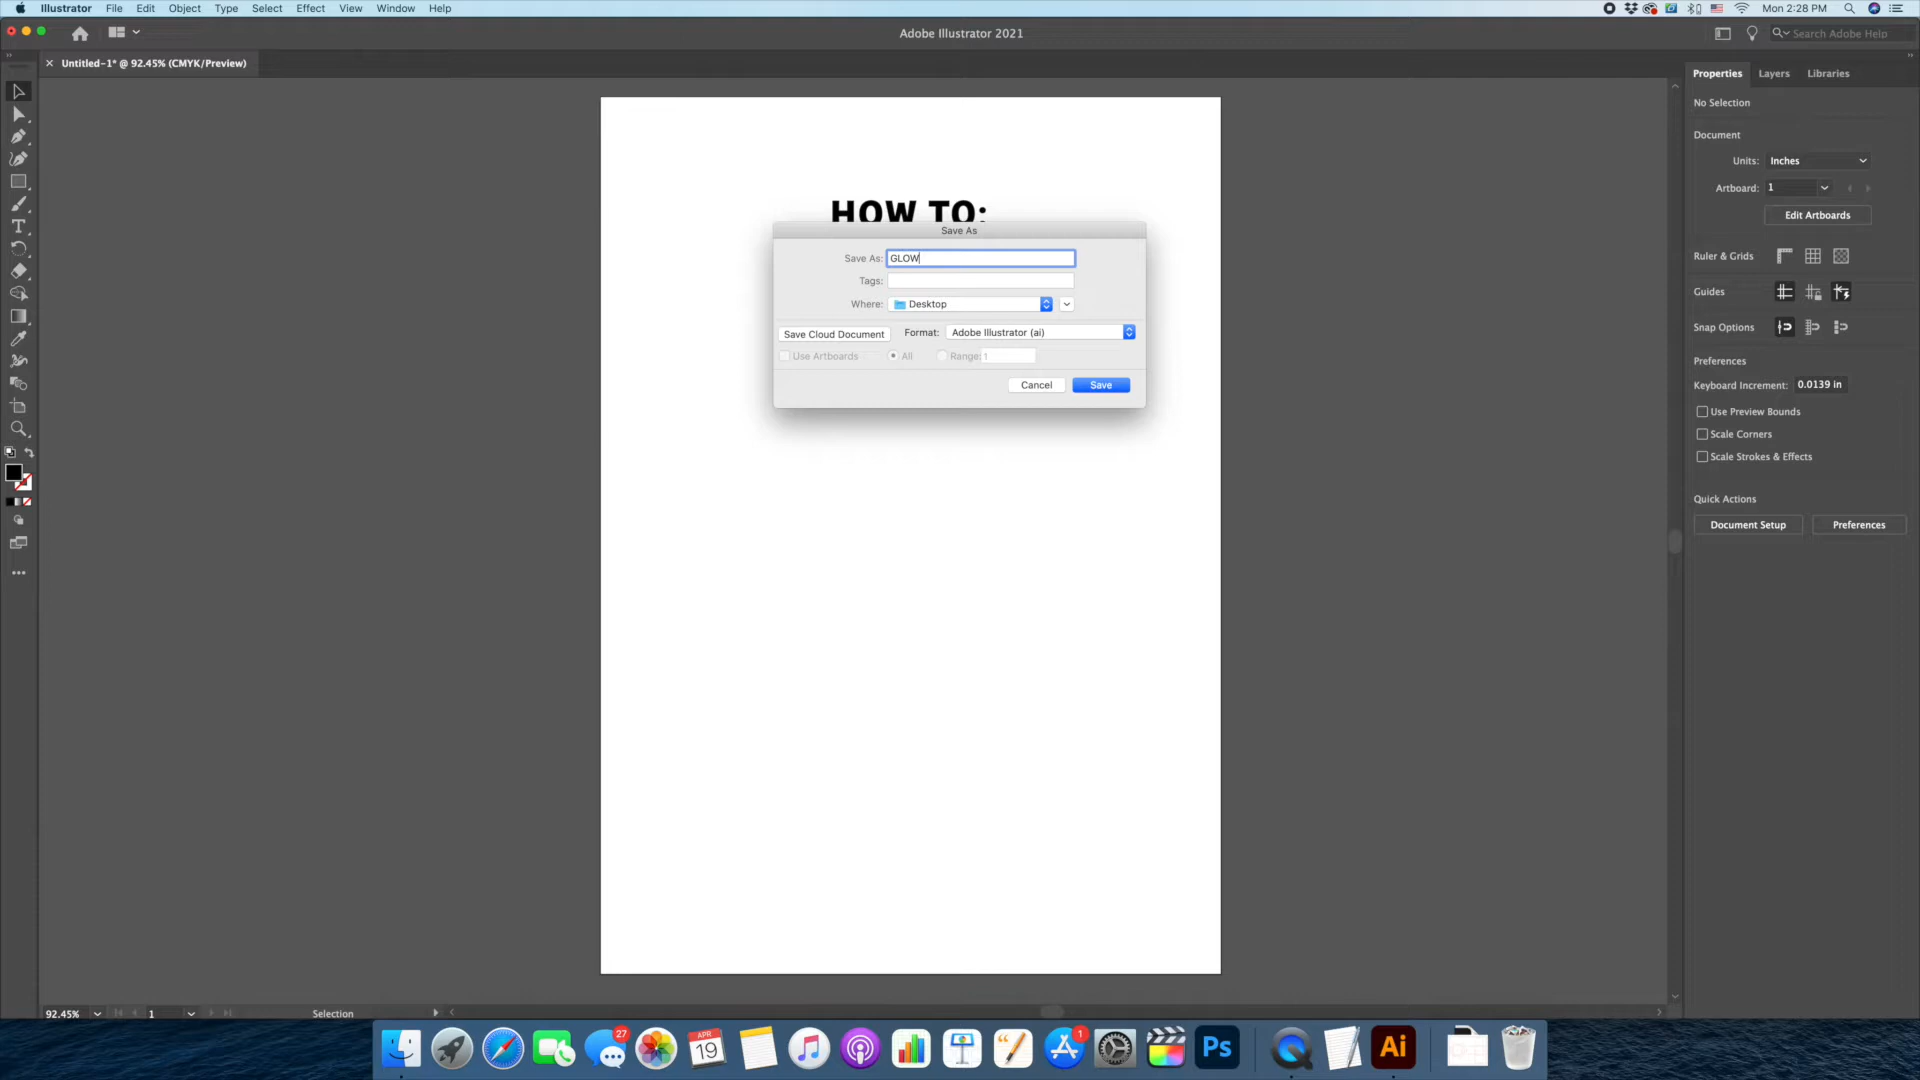 Illustrator File Edit Object Type Select Effect View Window Help
Mon 2:28 PM
Adobe Illustrator 2021
Search Adobe Help
Untitled-1* @ 92.45% (CMYK/Preview)
Properties Layers Libraries
No Selection
Document
Units: Inches
Artboard: 1
Edit Artboards
Ruler & Grids
Guides
Snap Options
Preferences
Keyboard Increment: 0.0139 in
Use Preview Bounds
Scale Corners
Scale Strokes & Effects
Quick Actions
Document Setup Preferences
HOW TO:
Save As
Save As: GLOW
Tags:
Where: Desktop
Save Cloud Document Format: Adobe Illustrator (ai)
Use Artboards All Range: 1
Cancel Save
92.45% 1 Selection
27
APR
19
1
Ps
Ai